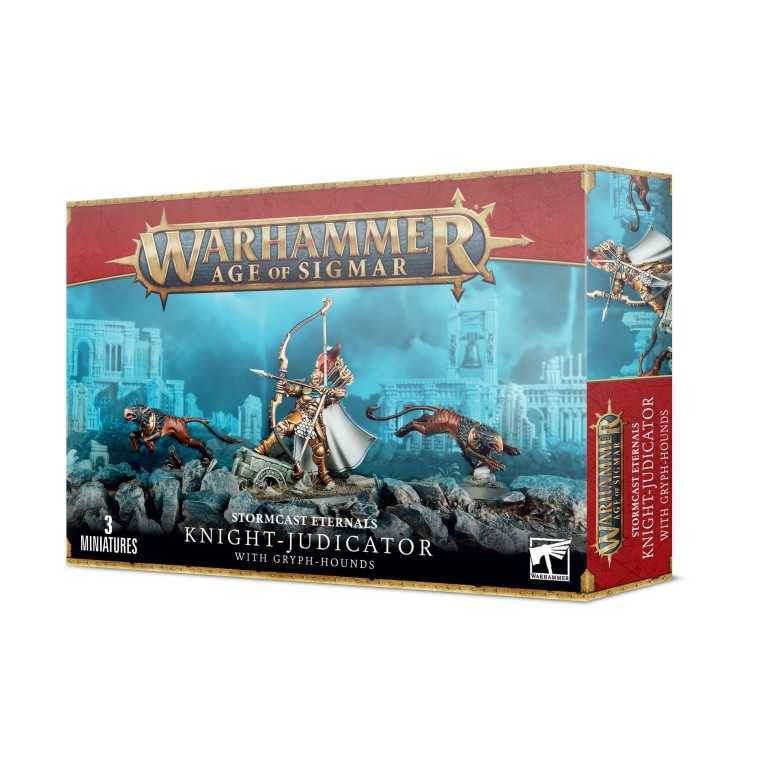 WARHAMMER
AGE OF SIGMAR
3
MINIATURES
STORMCAST ETERNALS
KNIGHT-JUDICATOR
WITH GRYPH-HOUNDS
WARHAMMER
WARHAMMER
AGE OF SIGMAR
STORMCAST ETERNALS
KNIGHT-JUDICATOR
WITH GRYPH-HOUNDS